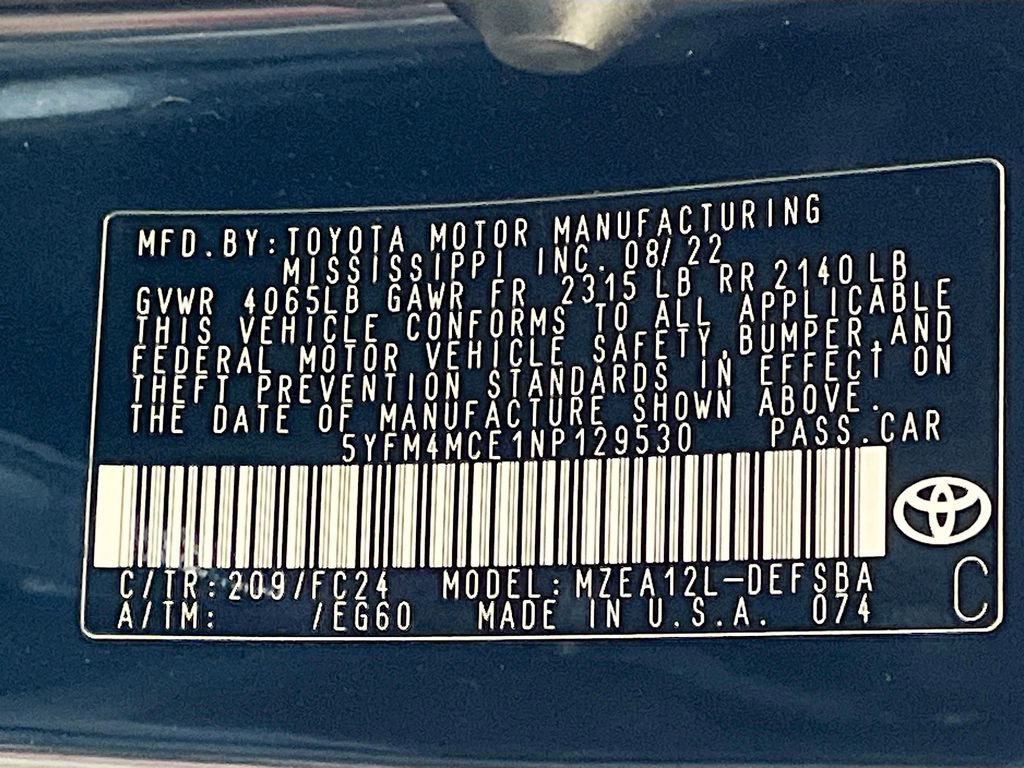 MFD.BY:TOYOTA MOTOR MANUFACTURING
MISSISSIPPI INC. 08/22
GVWR 4065LB GAWR FR 2315 LB RR 2140 LB
THIS VEHICLE CONFORMS TO ALL APPLICABLE
FEDERAL MOTOR VEHICLE SAFETY,BUMPER,AND
THEFT PREVENTION STANDARDS IN EFFECT ON
THE DATE OF MANUFACTURE SHOWN ABOVE.
5YFM4MCE1NP129530 PASS.CAR
C/TR:209/FC24 MODEL:MZEA12L-DEFSBA
A/TM: /EG60 MADE IN U.S.A. 074
C